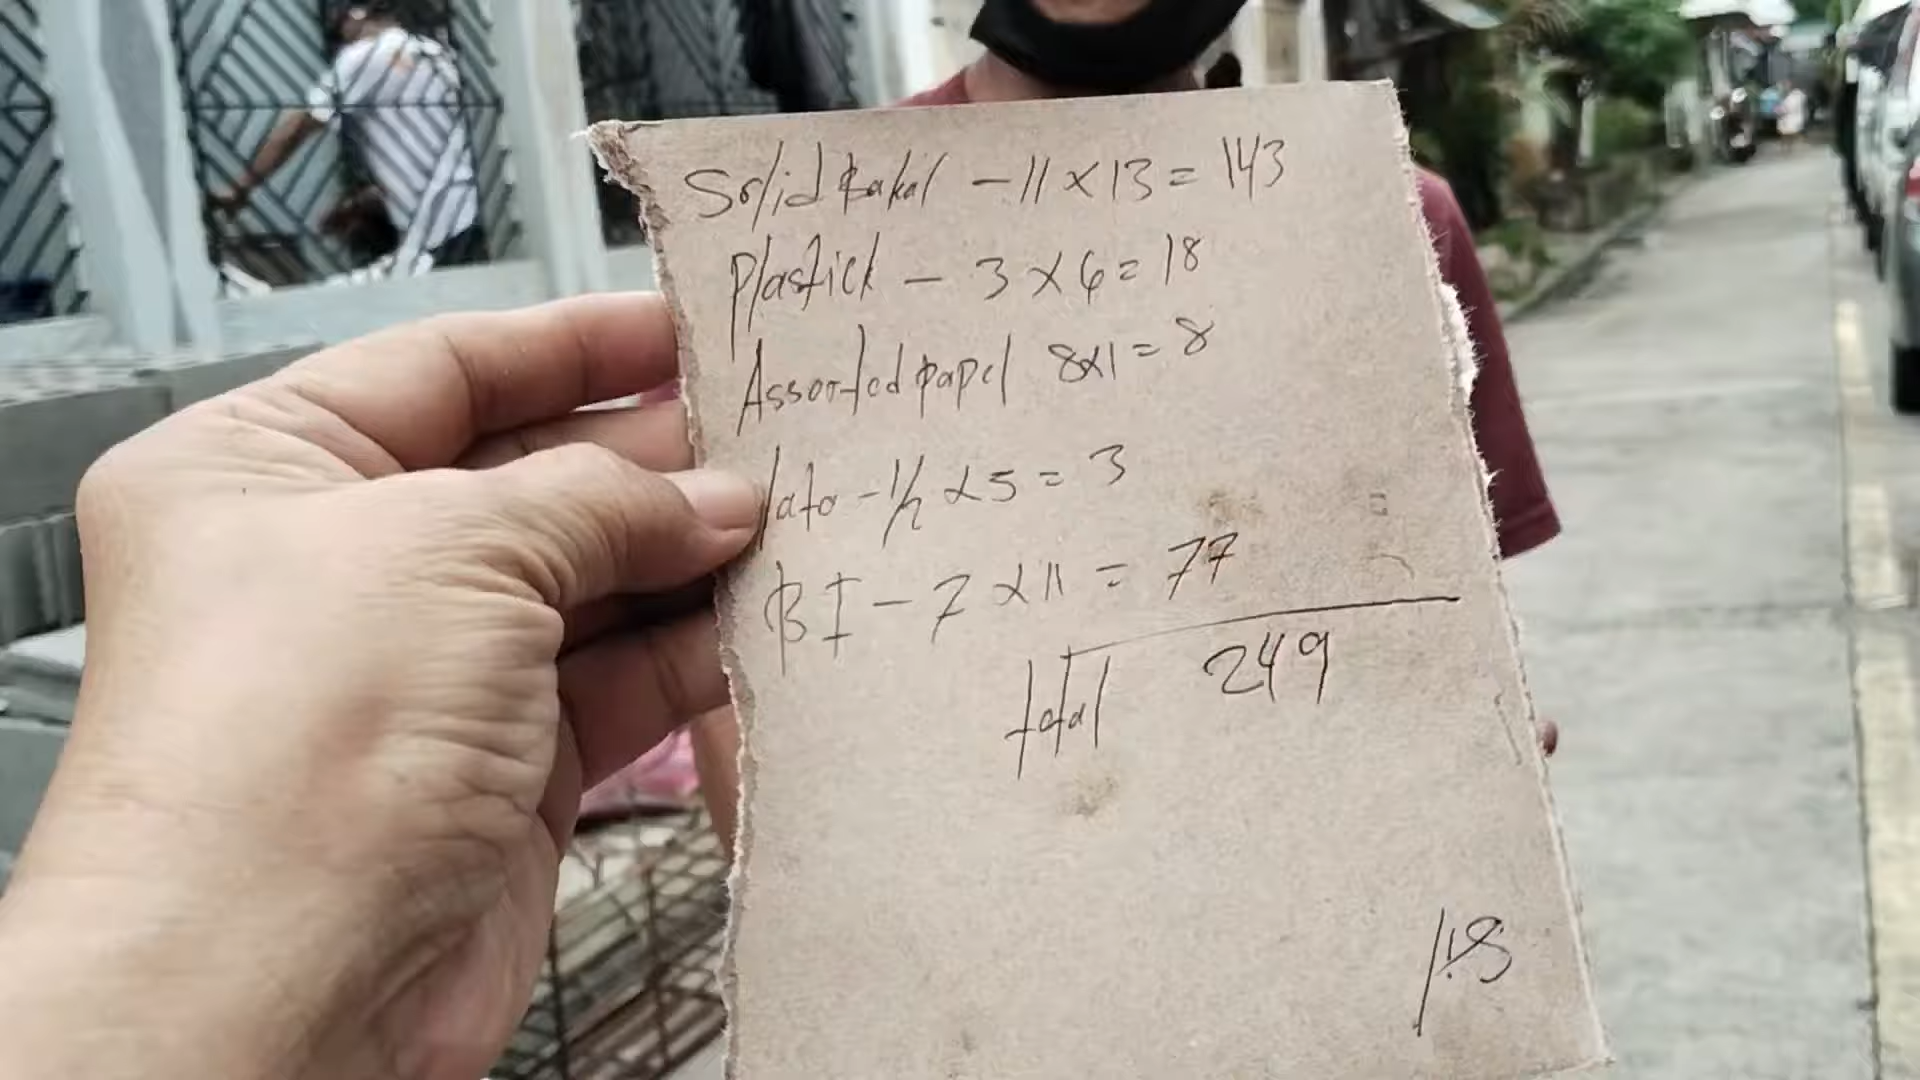 Solid Bakal - 11 x 13 = 143
Plastick - 3 x 6 = 18
Assorted papel 8x1 = 8
lata - 1/2 x 5 = 3
BI - 7 x 11 = 77
total 249